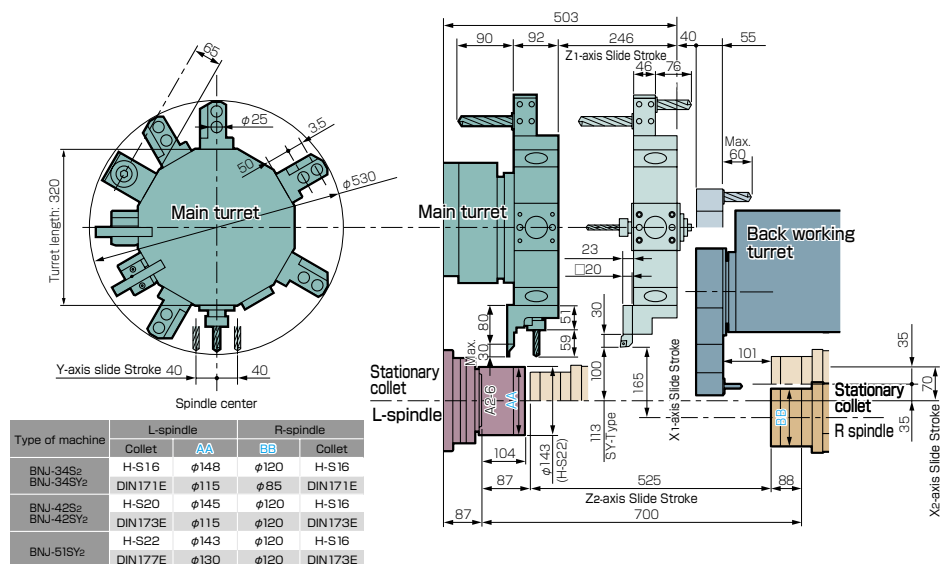 65
φ25
3.5
50
φ530
Main turret
Turret length: 320
Y-axis slide Stroke
40
40
Spindle center
503
90
92
246
40
55
Z1-axis Slide Stroke
46
76
Max.
60
Main turret
Back working
turret
23
□20
80
Max.
30
51
59
30
100
113
SY-Type
165
X1-axis Slide Stroke
101
35
70
35
X2-axis Slide Stroke
Stationary
collet
L-spindle
A2-6
AA
104
φ143
(H-S22)
BB
Stationary
collet
R spindle
87
525
88
Z2-axis Slide Stroke
87
700
Type of machine L-spindle R-spindle
Collet AA BB Collet
BNJ-34S2
BNJ-34SY2
H-S16 φ148 φ120 H-S16
DIN171E φ115 φ85 DIN171E
BNJ-42S2
BNJ-42SY2
H-S20 φ145 φ120 H-S16
DIN173E φ115 φ120 DIN173E
BNJ-51SY2
H-S22 φ143 φ120 H-S16
DIN177E φ130 φ120 DIN173E